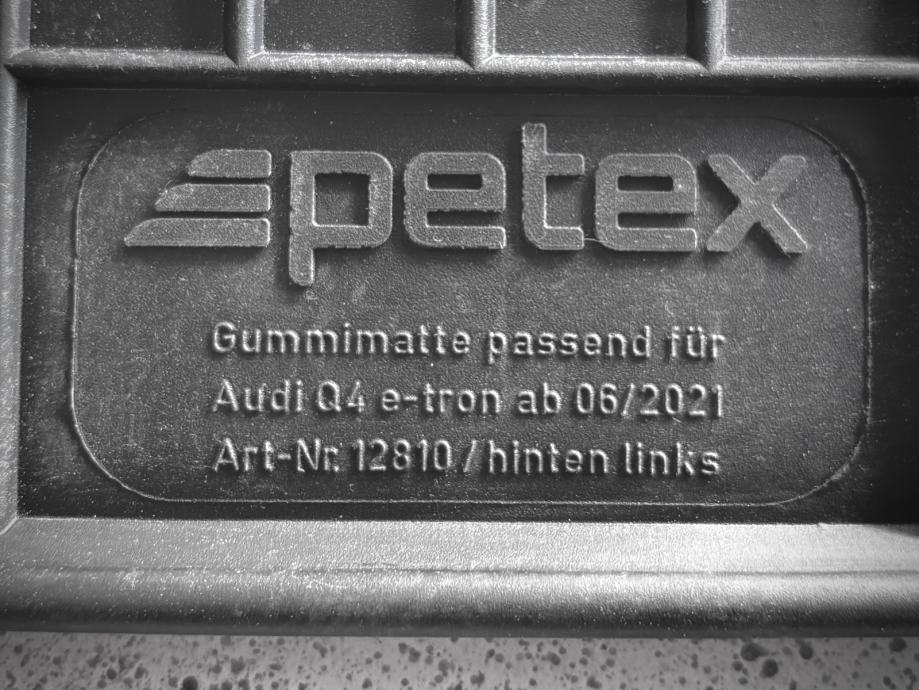 petex
Gummimatte passend für
Audi Q4 e-tron ab 06/2021
Art-Nr. 12810 / hinten links